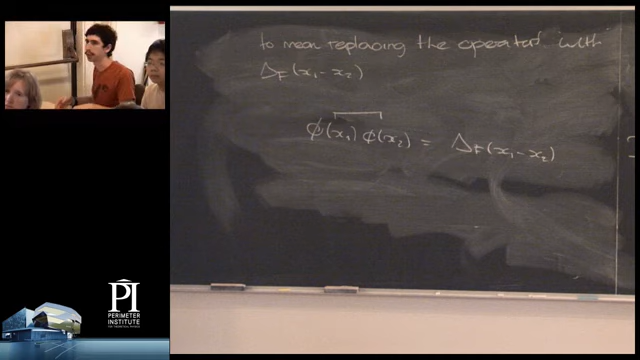 to mean replacing the operators with
Δ_F(x₁ - x₂)
ϕ(x₁) ϕ(x₂) = Δ_F(x₁ - x₂)
PI
PERIMETER
INSTITUTE
FOR THEORETICAL PHYSICS